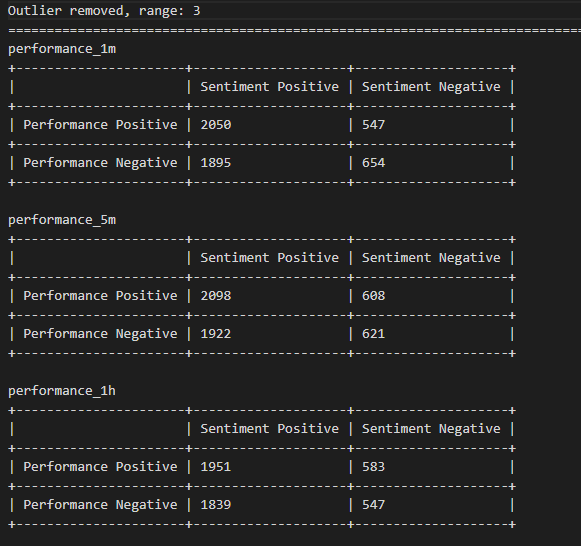 Outlier removed, range: 3
==========================================================================
performance_1m
+----------------------+--------------------+--------------------+
|                      | Sentiment Positive | Sentiment Negative |
+----------------------+--------------------+--------------------+
| Performance Positive | 2050               | 547                |
+----------------------+--------------------+--------------------+
| Performance Negative | 1895               | 654                |
+----------------------+--------------------+--------------------+
performance_5m
+----------------------+--------------------+--------------------+
|                      | Sentiment Positive | Sentiment Negative |
+----------------------+--------------------+--------------------+
| Performance Positive | 2098               | 608                |
+----------------------+--------------------+--------------------+
| Performance Negative | 1922               | 621                |
+----------------------+--------------------+--------------------+
performance_1h
+----------------------+--------------------+--------------------+
|                      | Sentiment Positive | Sentiment Negative |
+----------------------+--------------------+--------------------+
| Performance Positive | 1951               | 583                |
+----------------------+--------------------+--------------------+
| Performance Negative | 1839               | 547                |
+----------------------+--------------------+--------------------+